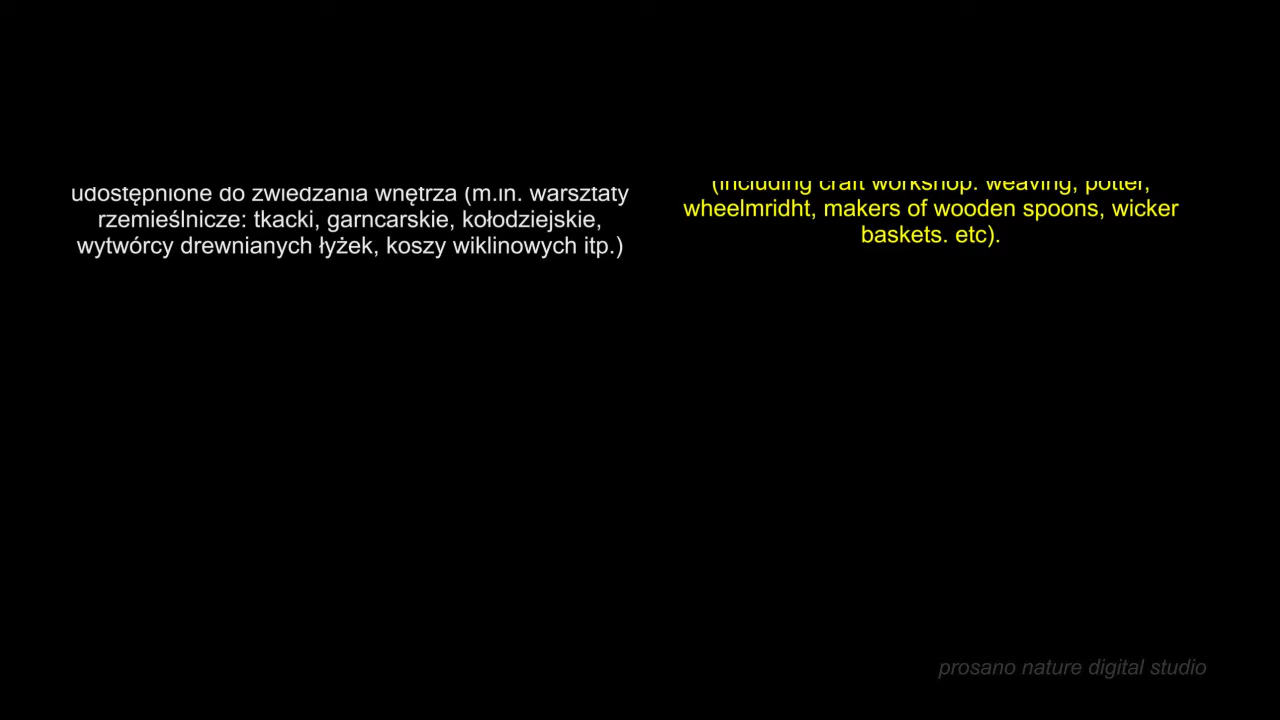 udostępnione do zwiedzania wnętrza (m.in. warsztaty
rzemieślnicze: tkacki, garncarskie, kołodziejskie,
wytwórcy drewnianych łyżek, koszy wiklinowych itp.)
(including craft workshop: weaving, potter,
wheelmridht, makers of wooden spoons, wicker
baskets. etc).
prosano nature digital studio